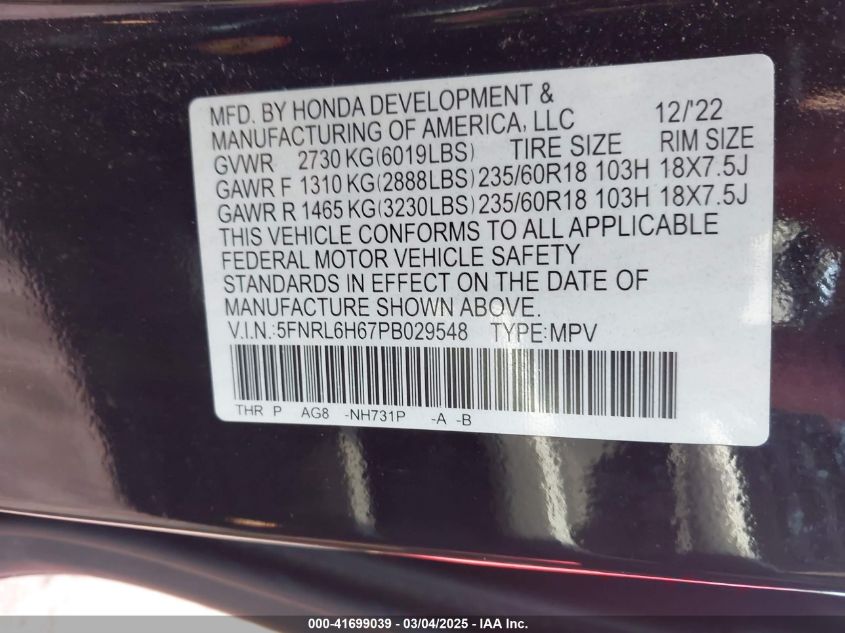 MFD. BY HONDA DEVELOPMENT &
MANUFACTURING OF AMERICA, LLC 12/'22
GVWR 2730 KG(6019LBS) TIRE SIZE RIM SIZE
GAWR F 1310 KG(2888LBS) 235/60R18 103H 18X7.5J
GAWR R 1465 KG(3230LBS) 235/60R18 103H 18X7.5J
THIS VEHICLE CONFORMS TO ALL APPLICABLE
FEDERAL MOTOR VEHICLE SAFETY
STANDARDS IN EFFECT ON THE DATE OF
MANUFACTURE SHOWN ABOVE.
V.I.N.:5FNRL6H67PB029548 TYPE:MPV
THR P AG8 -NH731P -A -B
000-41699039 - 03/04/2025 - IAA Inc.